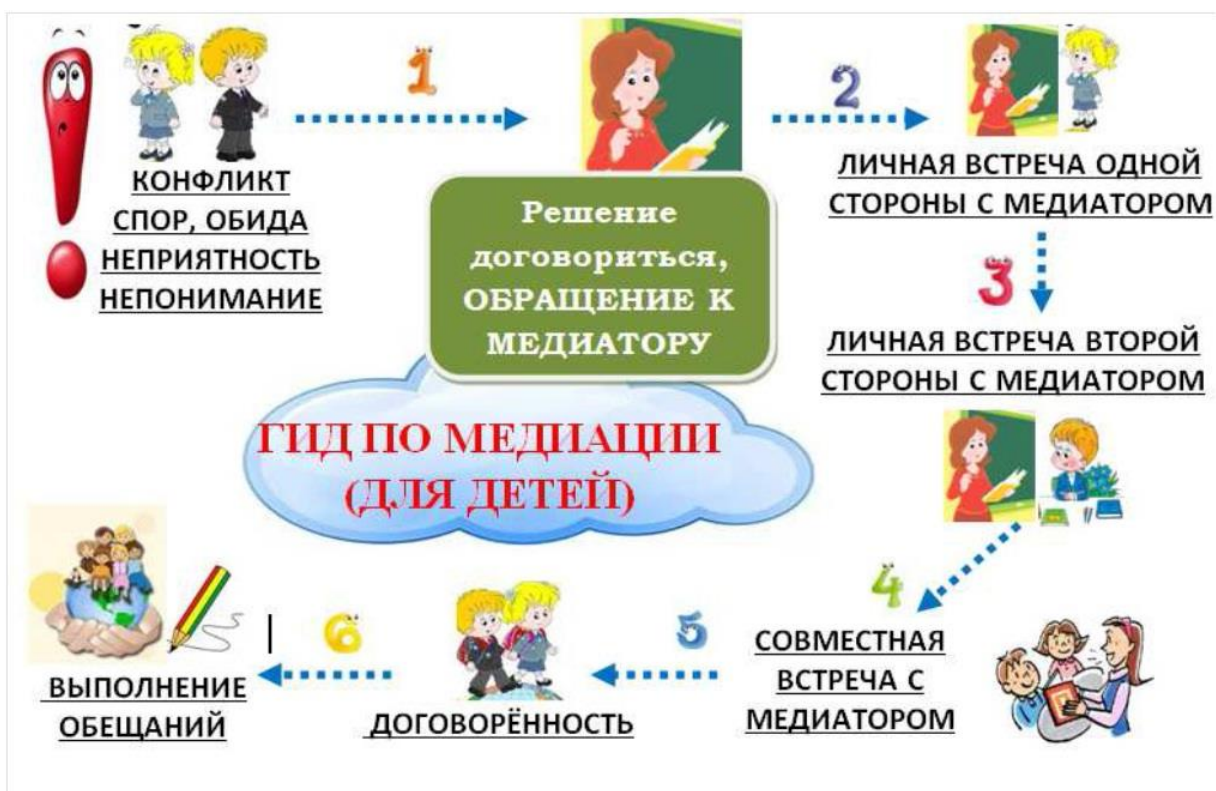 КОНФЛИКТ
СПОР, ОБИДА
НЕПРИЯТНОСТЬ
НЕПОНИМАНИЕ
1
Решение
договориться,
ОБРАЩЕНИЕ К
МЕДИАТОРУ
2
ЛИЧНАЯ ВСТРЕЧА ОДНОЙ
СТОРОНЫ С МЕДИАТОРОМ
3
ЛИЧНАЯ ВСТРЕЧА ВТОРОЙ
СТОРОНЫ С МЕДИАТОРОМ
ГИД ПО МЕДИАЦИИ
(ДЛЯ ДЕТЕЙ)
4
СОВМЕСТНАЯ
ВСТРЕЧА С
МЕДИАТОРОМ
5
ДОГОВОРЁННОСТЬ
6
ВЫПОЛНЕНИЕ
ОБЕЩАНИЙ